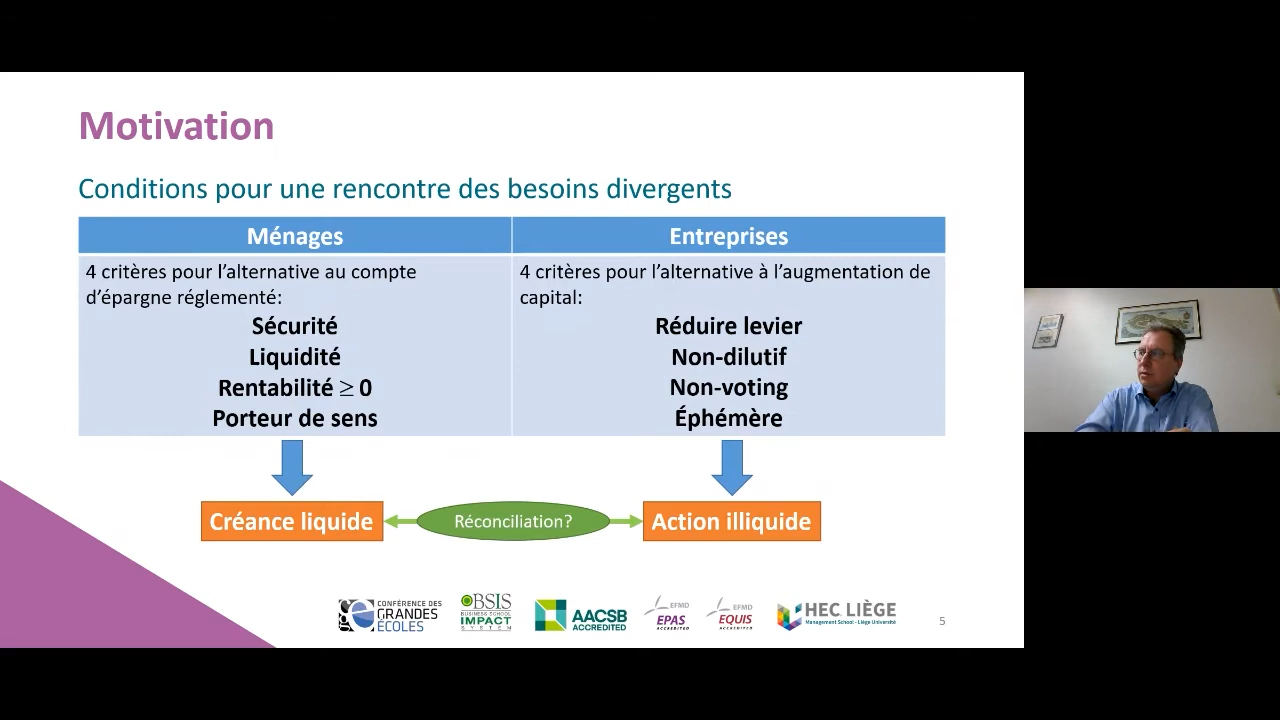 Motivation
Conditions pour une rencontre des besoins divergents
Ménages
Entreprises
4 critères pour l'alternative au compte
d'épargne réglementé:
Sécurité
Liquidité
Rentabilité ≥ 0
Porteur de sens
4 critères pour l'alternative à l'augmentation de
capital:
Réduire levier
Non-dilutif
Non-voting
Éphémère
Créance liquide
Réconciliation?
Action illiquide
CONFÉRENCE DES
GRANDES
ÉCOLES
BSIS
BUSINESS SCHOOL
IMPACT
SYSTEM
AACSB
ACCREDITED
EFMD
EPAS
ACCREDITED
EFMD
EQUIS
ACCREDITED
HEC LIÈGE
Management School - Liège Université
5